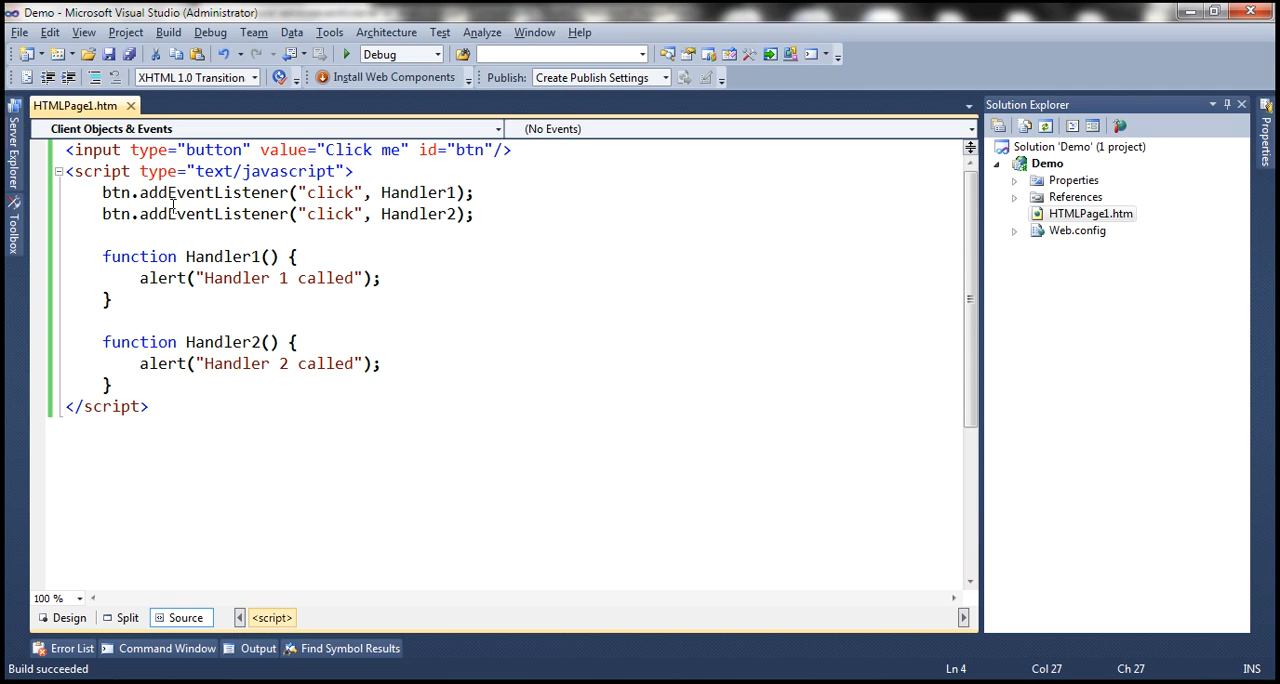 Demo - Microsoft Visual Studio (Administrator)
File Edit View Project Build Debug Team Data Tools Architecture Test Analyze Window Help
Debug
XHTML 1.0 Transition Install Web Components Publish: Create Publish Settings
HTMLPage1.htm
Client Objects & Events (No Events)
<input type="button" value="Click me" id="btn"/>
<script type="text/javascript">
btn.addEventListener("click", Handler1);
btn.addEventListener("click", Handler2);
function Handler1() {
alert("Handler 1 called");
}
function Handler2() {
alert("Handler 2 called");
}
</script>
100 %
Design Split Source <script>
Server Explorer
Toolbox
Solution Explorer
Solution 'Demo' (1 project)
Demo
Properties
References
HTMLPage1.htm
Web.config
Properties
Error List Command Window Output Find Symbol Results
Build succeeded Ln 4 Col 27 Ch 27 INS